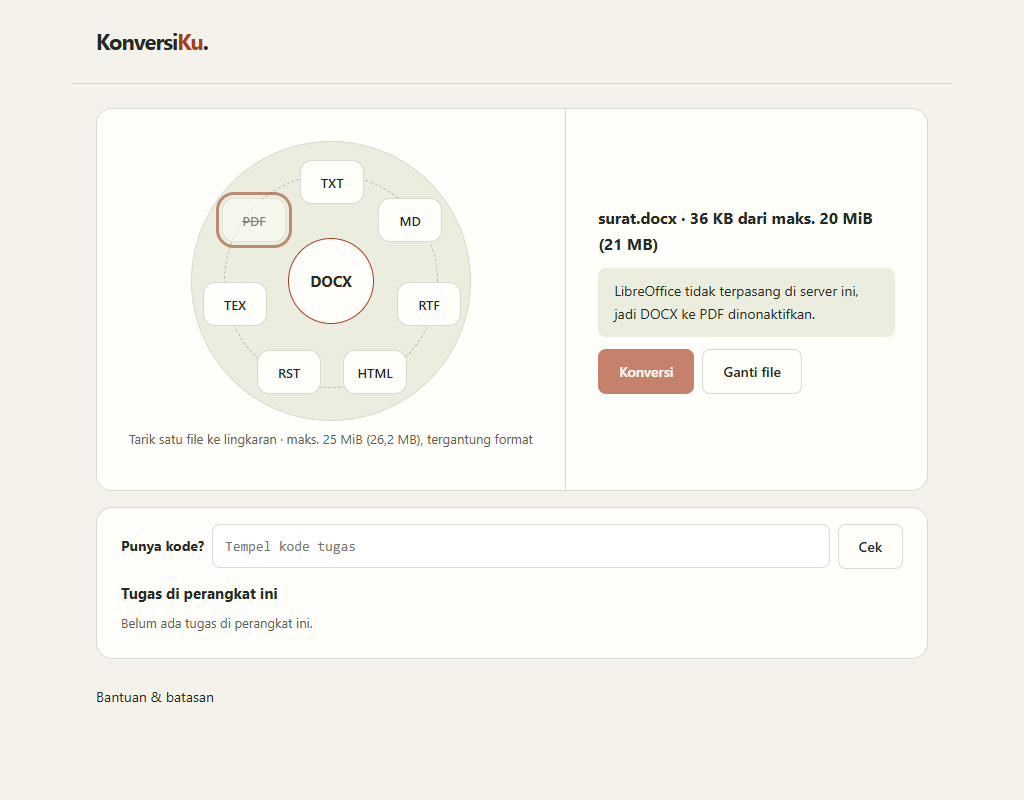 KonversiKu.
TXT
PDF
MD
DOCX
TEX
RTF
RST
HTML
Tarik satu file ke lingkaran · maks. 25 MiB (26,2 MB), tergantung format
surat.docx · 36 KB dari maks. 20 MiB
(21 MB)
LibreOffice tidak terpasang di server ini,
jadi DOCX ke PDF dinonaktifkan.
Konversi
Ganti file
Punya kode?
Tempel kode tugas
Cek
Tugas di perangkat ini
Belum ada tugas di perangkat ini.
Bantuan & batasan